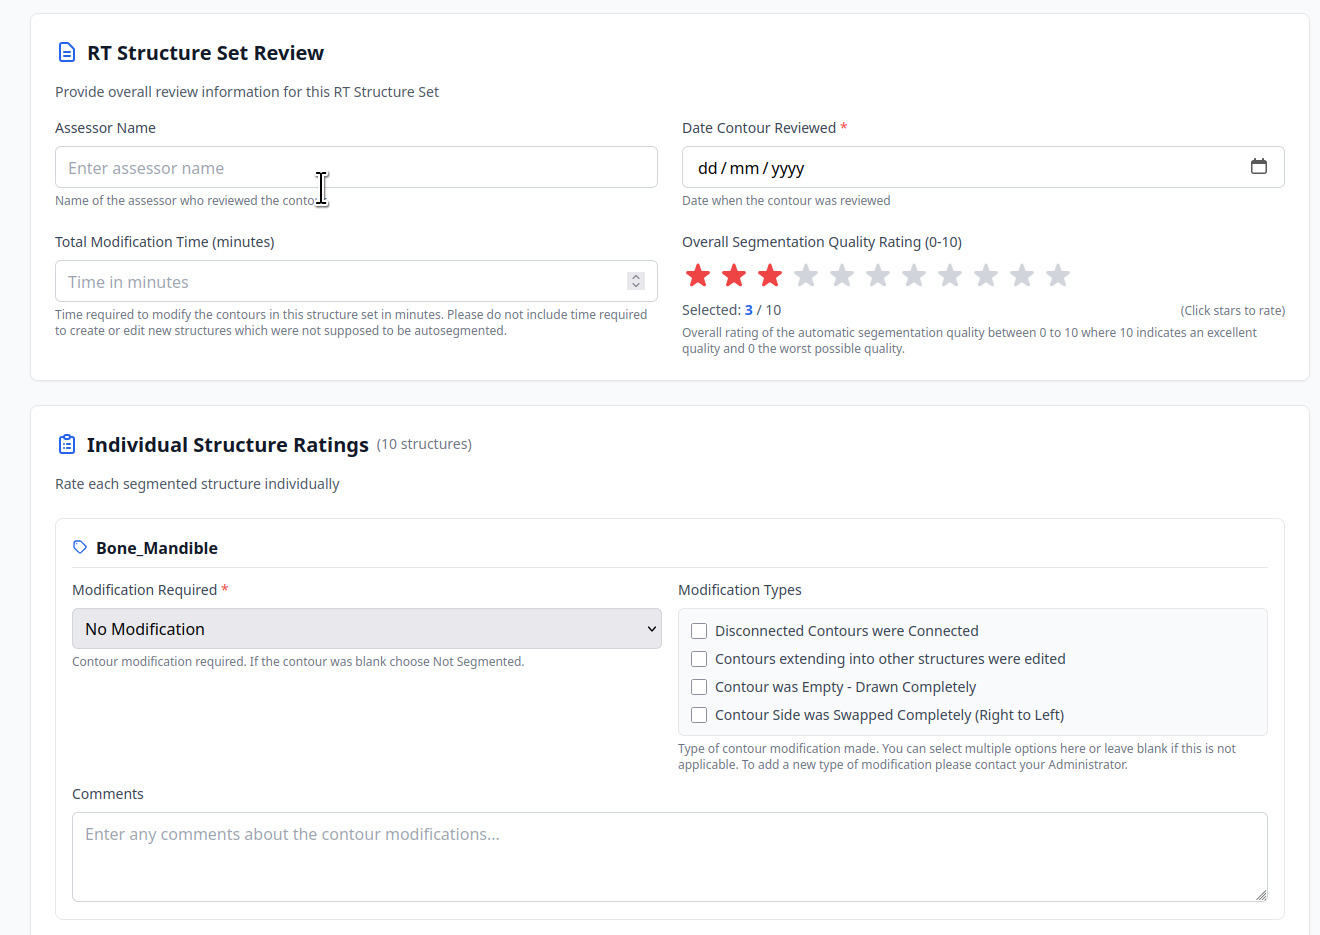 RT Structure Set Review
Provide overall review information for this RT Structure Set
Assessor Name
Enter assessor name
Name of the assessor who reviewed the
Date Contour Reviewed *
dd / mm / yyyy
Date when the contour was reviewed
Total Modification Time (minutes)
Time in minutes
Time required to modify the contours in this structure set in minutes. Please do not include time required
to create or edit new structures which were not supposed to be autosegmented.
Overall Segmentation Quality Rating (0-10)
Selected: 3 / 10
(Click stars to rate)
Overall rating of the automatic segementation quality between 0 to 10 where 10 indicates an excellent
quality and 0 the worst possible quality.
Individual Structure Ratings (10 structures)
Rate each segmented structure individually
Bone_Mandible
Modification Required *
No Modification
Contour modification required. If the contour was blank choose Not Segmented.
Modification Types
Disconnected Contours were Connected
Contours extending into other structures were edited
Contour was Empty - Drawn Completely
Contour Side was Swapped Completely (Right to Left)
Type of contour modification made. You can select multiple options here or leave blank if this is not
applicable. To add a new type of modification please contact your Administrator.
Comments
Enter any comments about the contour modifications...